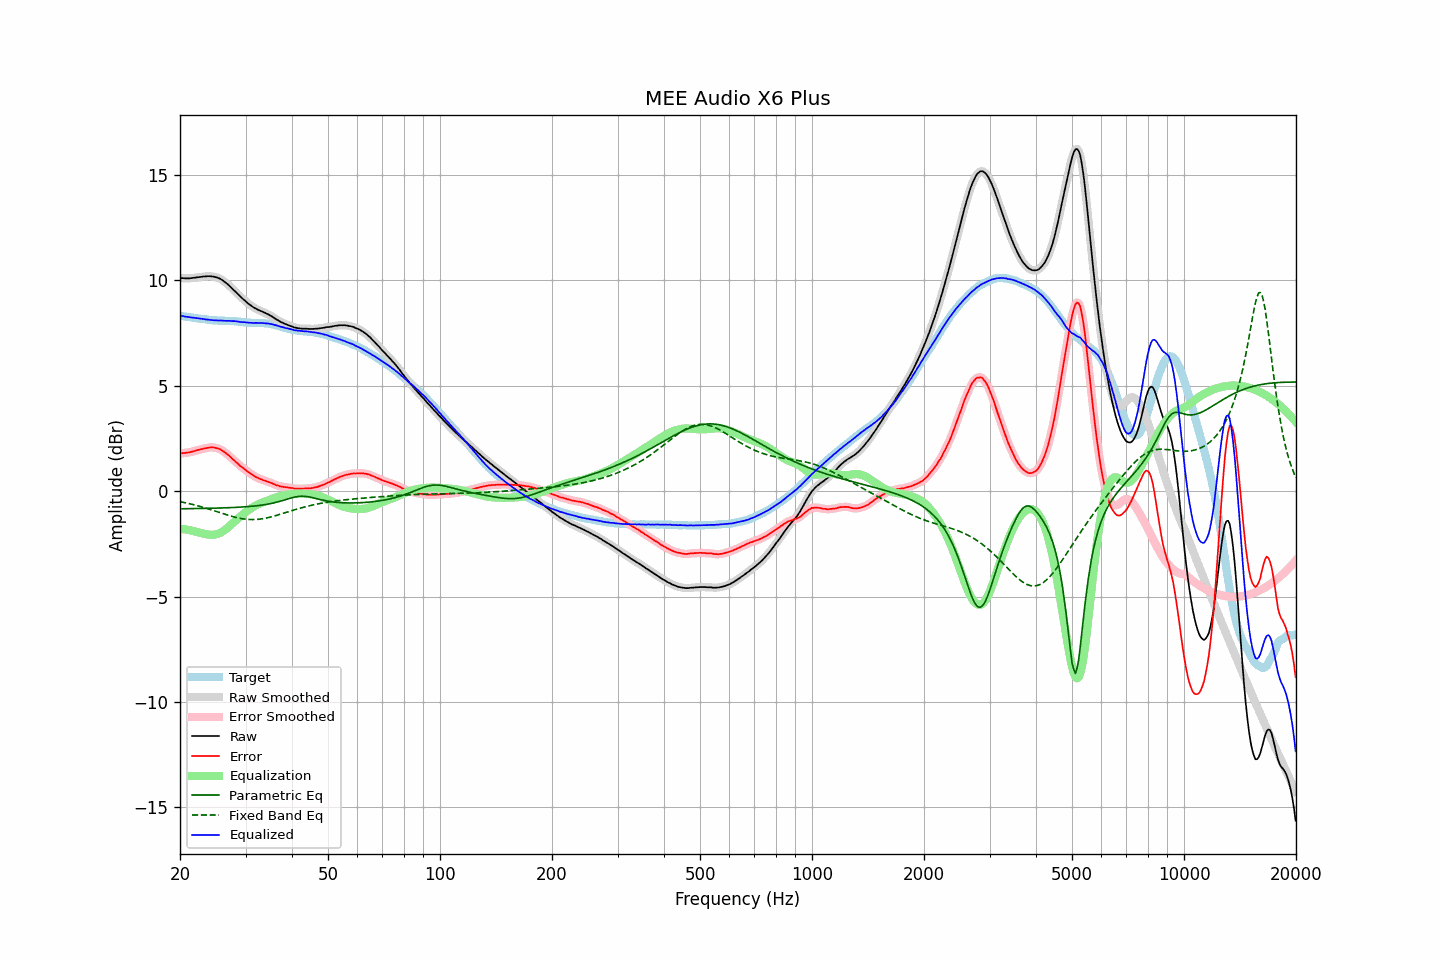 MEE Audio X6 Plus
Amplitude (dBr)
15
10
5
0
−5
−10
−15
Target
Raw Smoothed
Error Smoothed
Raw
Error
Equalization
Parametric Eq
Fixed Band Eq
Equalized
20
50
100
200
500
1000
2000
5000
10000
20000
Frequency (Hz)